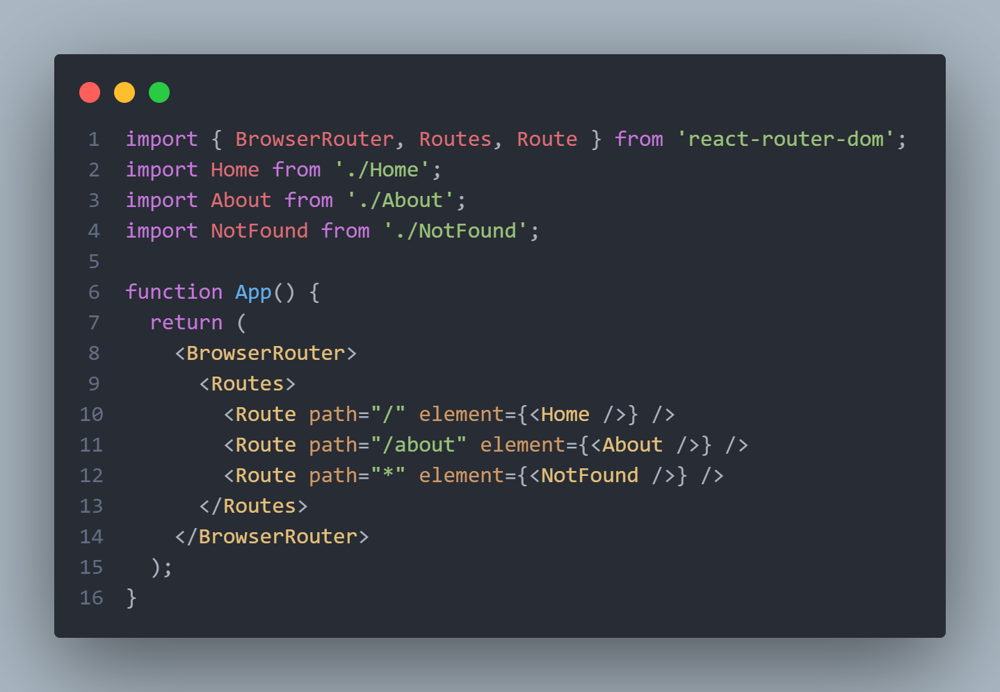 1 import { BrowserRouter, Routes, Route } from 'react-router-dom';
2 import Home from './Home';
3 import About from './About';
4 import NotFound from './NotFound';
5
6 function App() {
7   return (
8     <BrowserRouter>
9       <Routes>
10         <Route path="/" element={<Home />} />
11         <Route path="/about" element={<About />} />
12         <Route path="*" element={<NotFound />} />
13       </Routes>
14     </BrowserRouter>
15   );
16 }